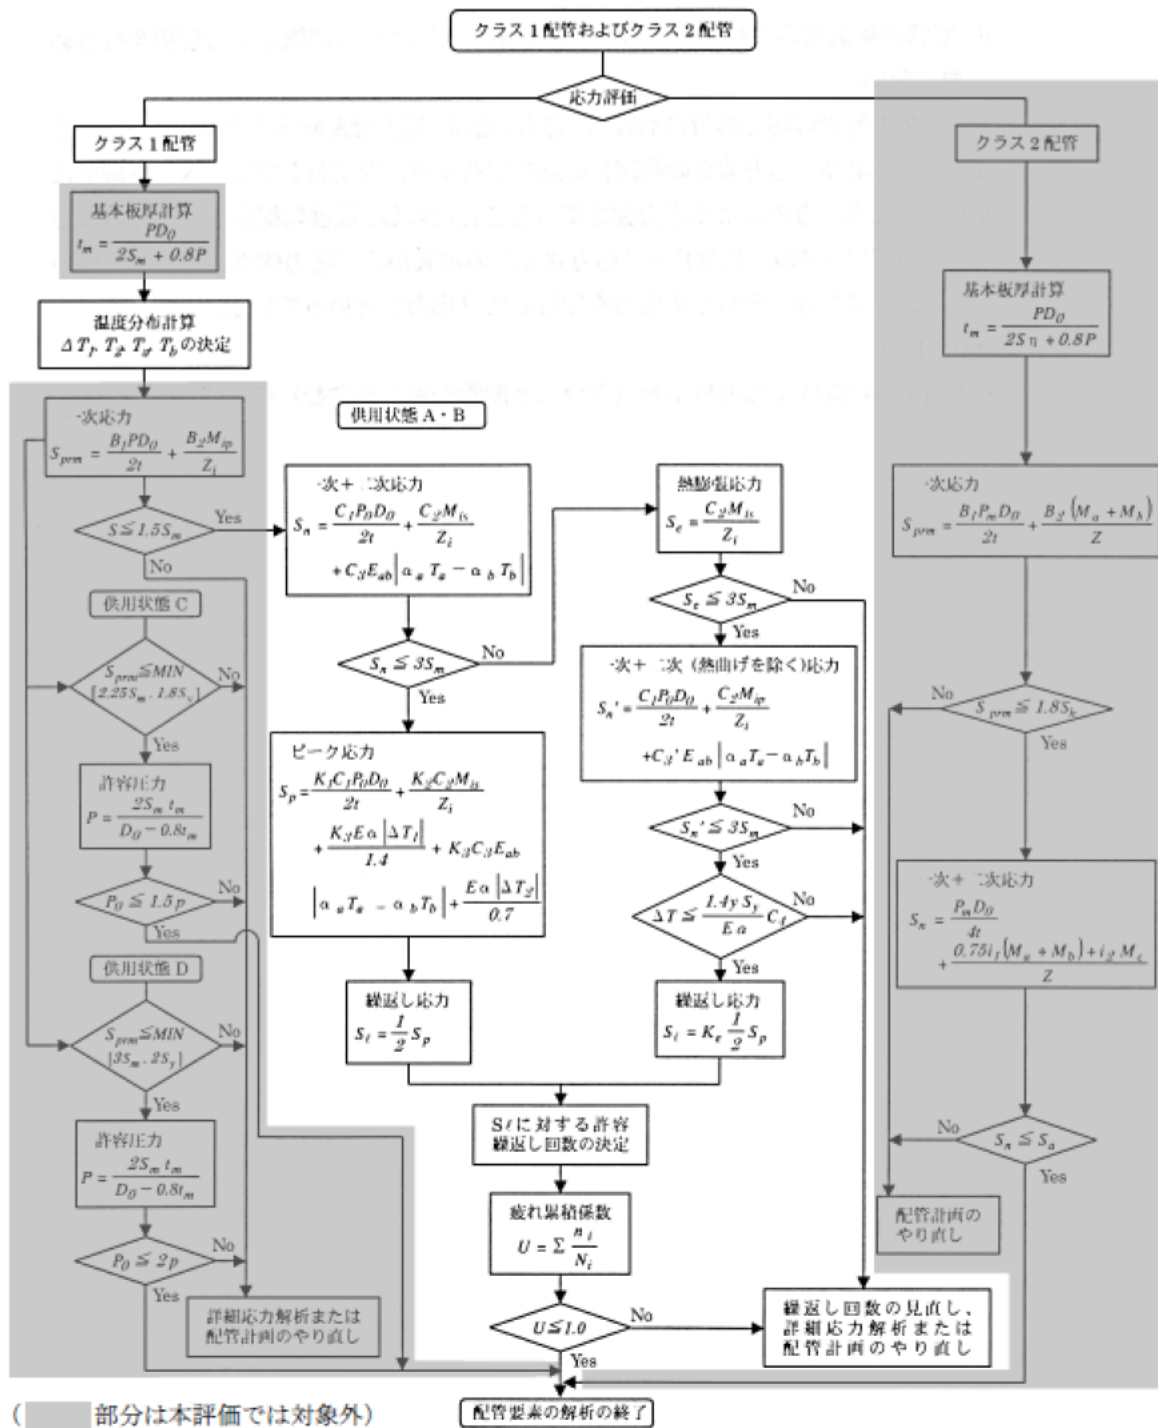 クラス1配管およびクラス2配管
応力評価
クラス1配管
基本板厚計算
t_m = PD_0 / (2S_m + 0.8P)
温度分布計算
ΔT_1, T_2, T_a, T_b の決定
一次応力
S_prm = B_1PD_0 / 2t + B_2M_ip / Z_i
S≦1.5S_m
Yes
No
供用状態 C
S_prm≦MIN
[2.25S_m . 1.8S_y]
No
Yes
許容圧力
P = 2S_m t_m / (D_0 − 0.8t_m)
P_0 ≦ 1.5p
No
Yes
供用状態 D
S_prm≦MIN
[3S_m . 2S_y]
No
Yes
許容圧力
P = 2S_m t_m / (D_0 − 0.8t_m)
P_0 ≦ 2p
No
Yes
詳細応力解析または
配管計画のやり直し
供用状態 A・B
一次+二次応力
S_n = C_1P_0D_0 / 2t + C_2M_is / Z_i
+ C_3E_ab|α_a T_a − α_b T_b|
S_n ≦ 3S_m
No
Yes
ピーク応力
S_p = K_1C_1P_0D_0 / 2t + K_2C_2M_is / Z_i
+ K_3Eα|ΔT_1| / 1.4 + K_3C_3E_ab
|α_a T_a − α_b T_b| + Eα|ΔT_2| / 0.7
繰返し応力
S_ℓ = 1/2 S_p
熱膨張応力
S_e = C_2M_is / Z_i
S_e ≦ 3S_m
No
Yes
一次+二次(熱曲げを除く)応力
S_n' = C_1P_0D_0 / 2t + C_2M_ip / Z_i
+C_3' E_ab|α_aT_a − α_bT_b|
S_n' ≦ 3S_m
No
Yes
ΔT ≦ 1.4y S_y / Eα C_4
No
Yes
繰返し応力
S_ℓ = K_e 1/2 S_p
Sℓに対する許容
繰返し回数の決定
疲れ累積係数
U = Σ n_i / N_i
U≦1.0
No
Yes
繰返し回数の見直し、
詳細応力解析または
配管計画のやり直し
クラス2配管
基本板厚計算
t_m = PD_0 / (2Sη + 0.8P)
一次応力
S_prm = B_1P_mD_0 / 2t + B_2(M_a + M_b) / Z
S_prm ≦ 1.8S_h
No
Yes
一次+二次応力
S_n = P_mD_0 / 4t
+ 0.75i_1(M_a + M_b) + i_2 M_c / Z
S_n ≦ S_a
No
Yes
配管計画の
やり直し
配管要素の解析の終了
( 部分は本評価では対象外)